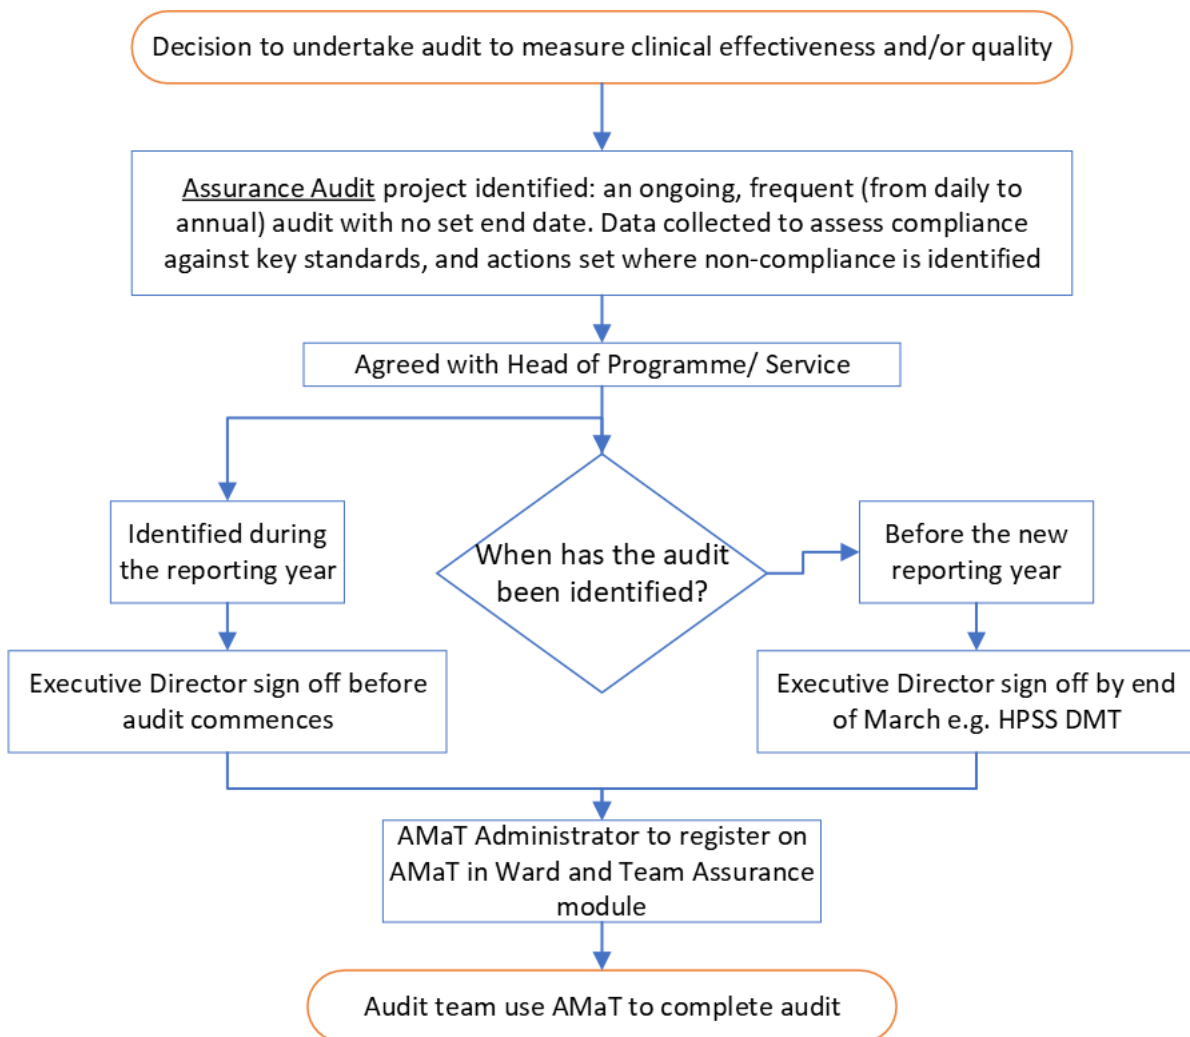 Decision to undertake audit to measure clinical effectiveness and/or quality
Assurance Audit project identified: an ongoing, frequent (from daily to
annual) audit with no set end date. Data collected to assess compliance
against key standards, and actions set where non-compliance is identified
Agreed with Head of Programme/ Service
When has the audit
been identified?
Identified during
the reporting year
Executive Director sign off before
audit commences
Before the new
reporting year
Executive Director sign off by end
of March e.g. HPSS DMT
AMaT Administrator to register on
AMaT in Ward and Team Assurance
module
Audit team use AMaT to complete audit